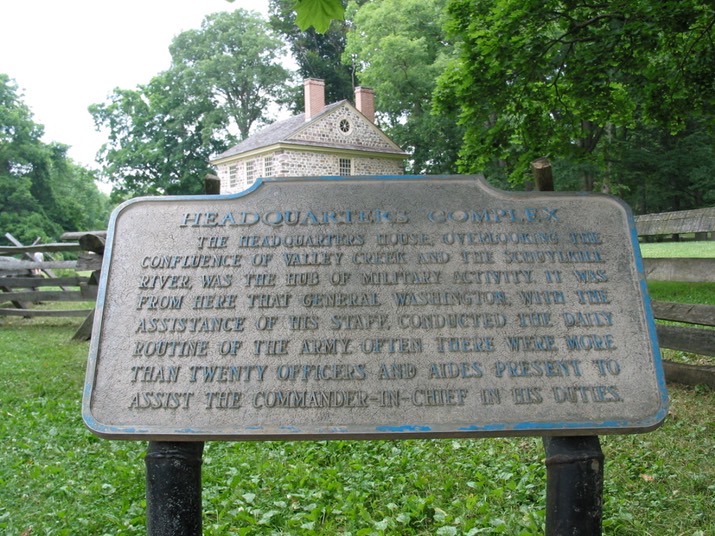 HEADQUARTERS COMPLEX
THE HEADQUARTERS HOUSE, OVERLOOKING THE
CONFLUENCE OF VALLEY CREEK AND THE SCHUYLKILL
RIVER, WAS THE HUB OF MILITARY ACTIVITY. IT WAS
FROM HERE THAT GENERAL WASHINGTON, WITH THE
ASSISTANCE OF HIS STAFF, CONDUCTED THE DAILY
ROUTINE OF THE ARMY. OFTEN THERE WERE MORE
THAN TWENTY OFFICERS AND AIDES PRESENT TO
ASSIST THE COMMANDER-IN-CHIEF IN HIS DUTIES.